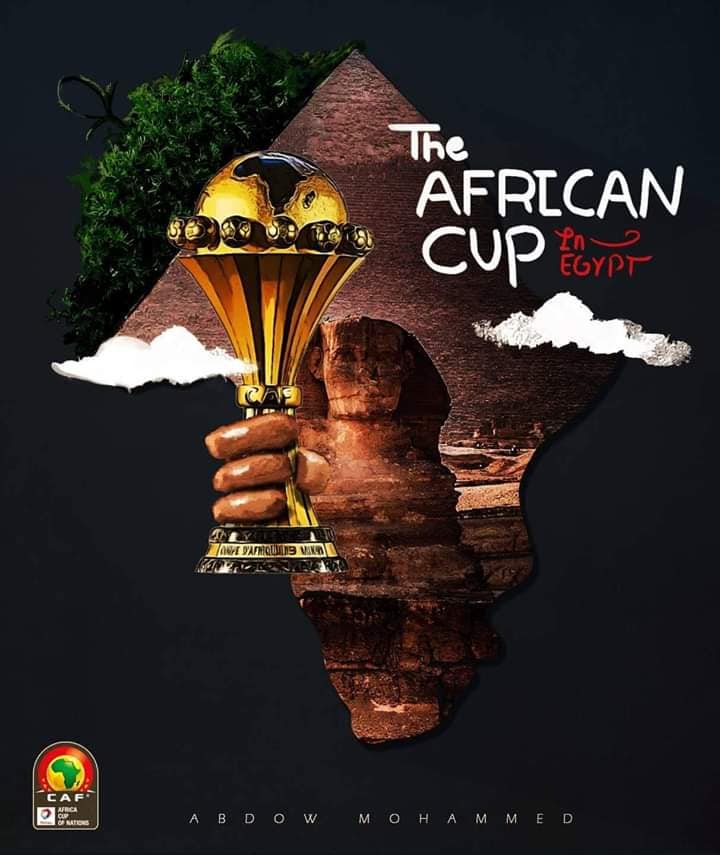 The
AFRICAN
CUP In
EGYPT
CAF
CAF
AFRICA
CUP
OF NATIONS
ABDOW MOHAMMED